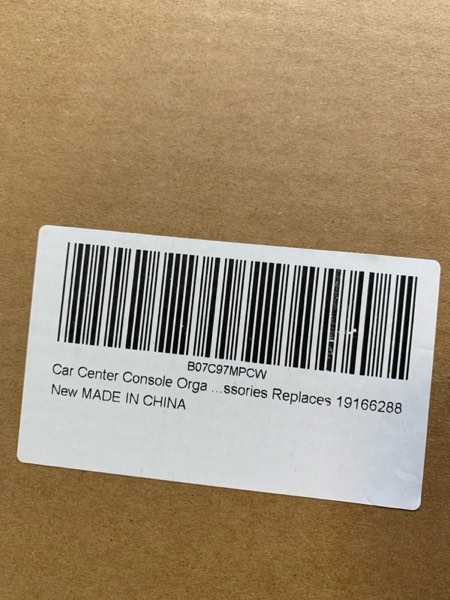 B07C97MPCW
Car Center Console Orga ...ssories Replaces 19166288
New MADE IN CHINA